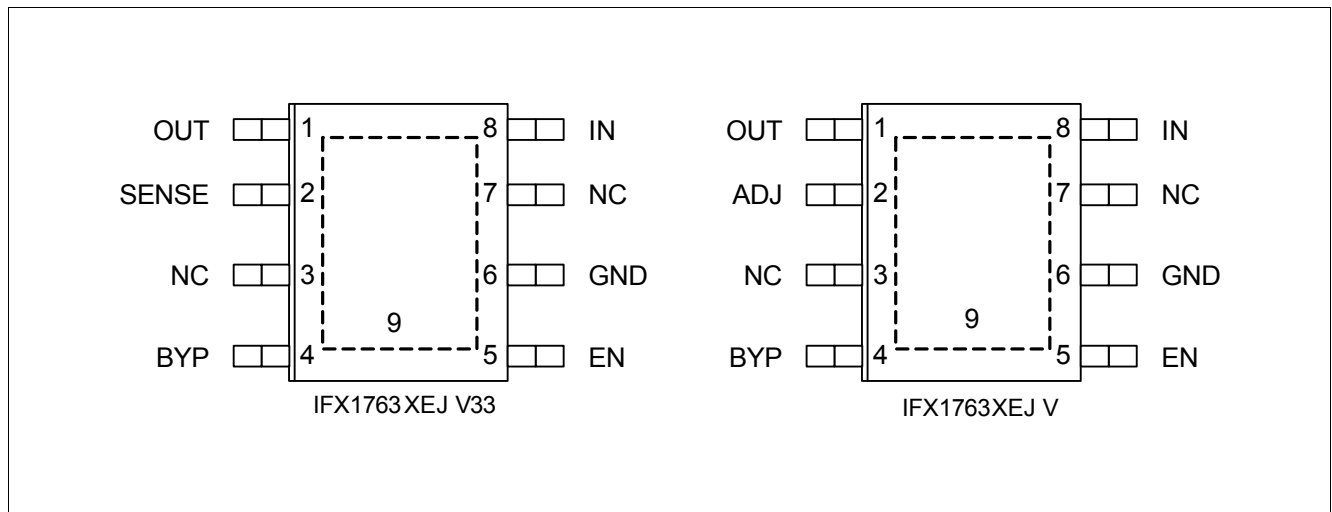 OUT 1 8 IN OUT 1 8 IN
SENSE 2 7 NC ADJ 2 7 NC
NC 3 6 GND NC 3 6 GND
9 9
BYP 4 5 EN BYP 4 5 EN
IFX1763XEJ V33 IFX1763XEJ V